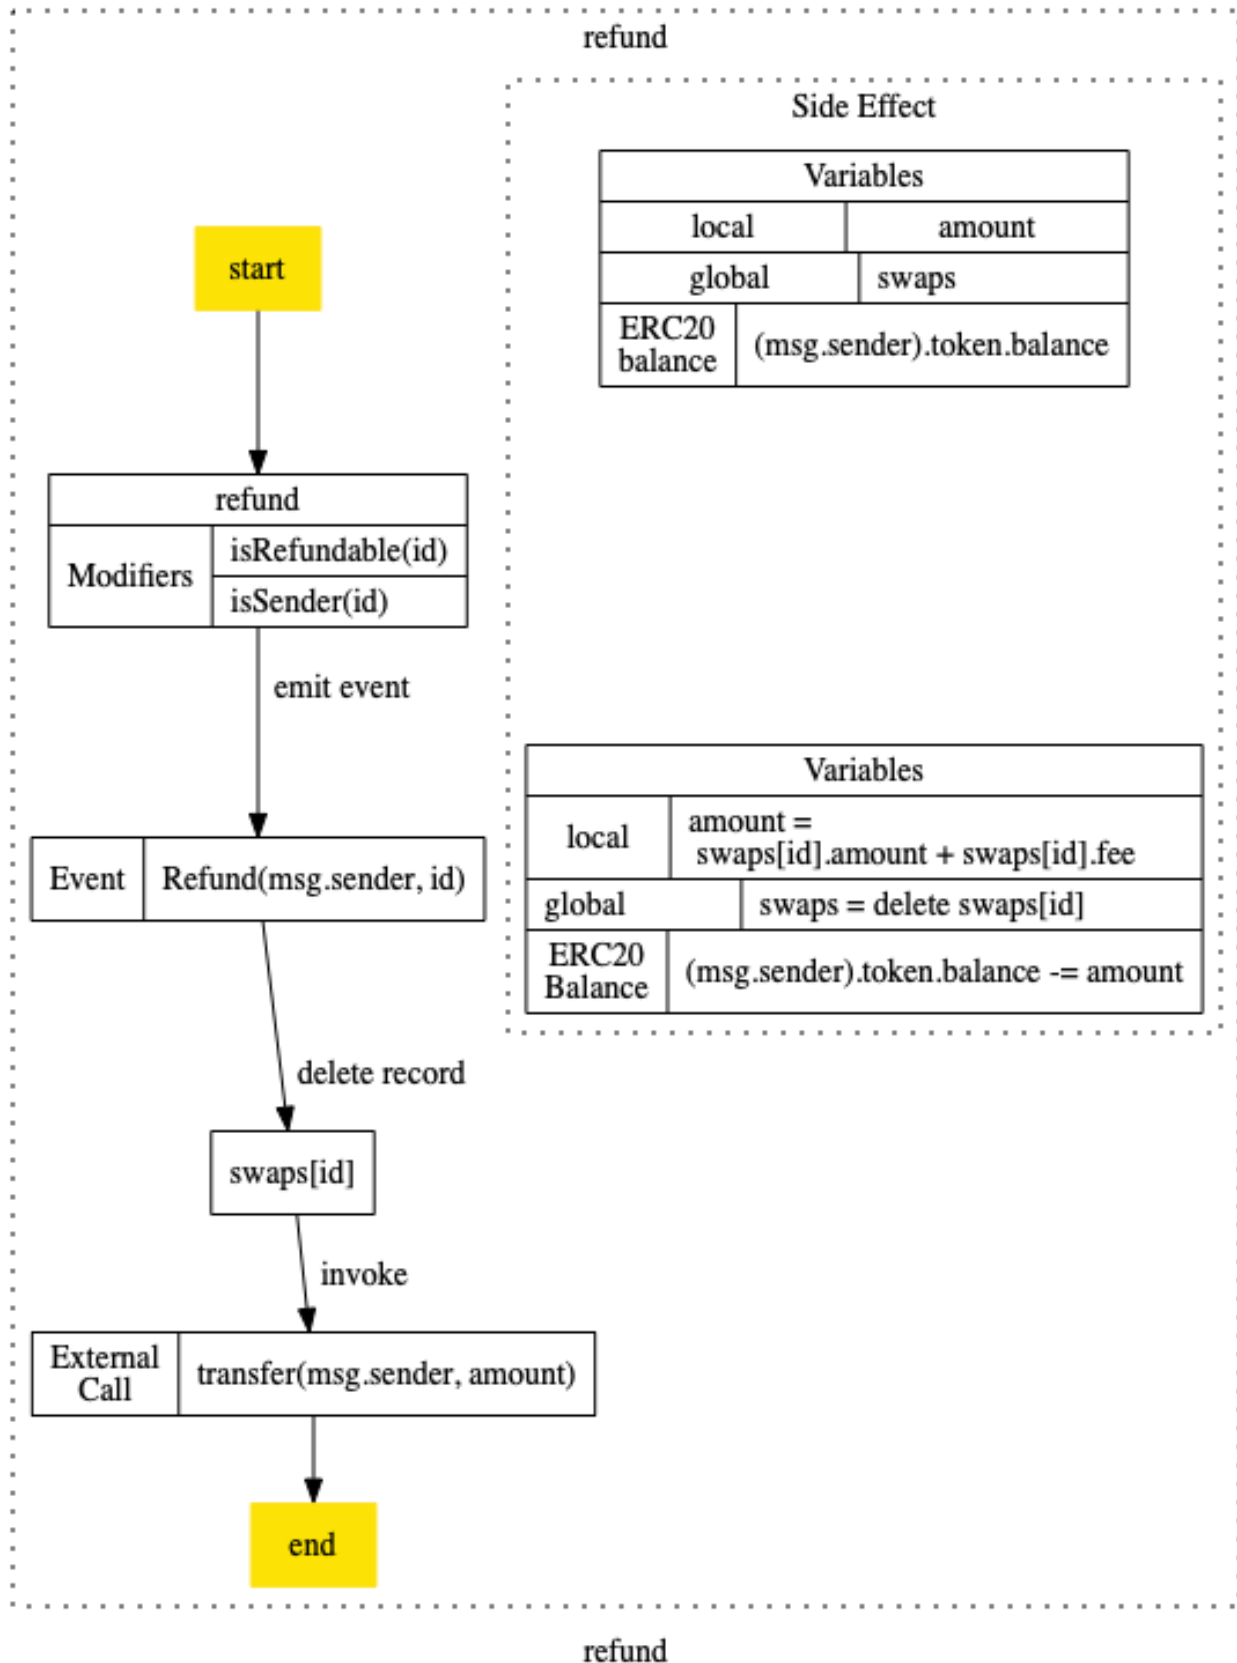 refund
Side Effect
Variables
local amount
global swaps
ERC20
balance
(msg.sender).token.balance
start
refund
Modifiers
isRefundable(id)
isSender(id)
emit event
Variables
local
amount =
swaps[id].amount + swaps[id].fee
global swaps = delete swaps[id]
ERC20
Balance
(msg.sender).token.balance -= amount
Event Refund(msg.sender, id)
delete record
swaps[id]
invoke
External
Call
transfer(msg.sender, amount)
end
refund